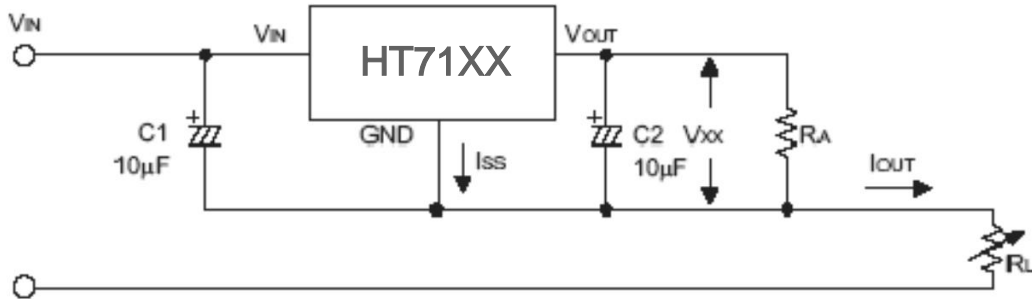 VIN
VIN
HT71XX
VOUT
+
C1
10µF
GND
ISS
+
C2
10µF
VXX
RA
IOUT
RL